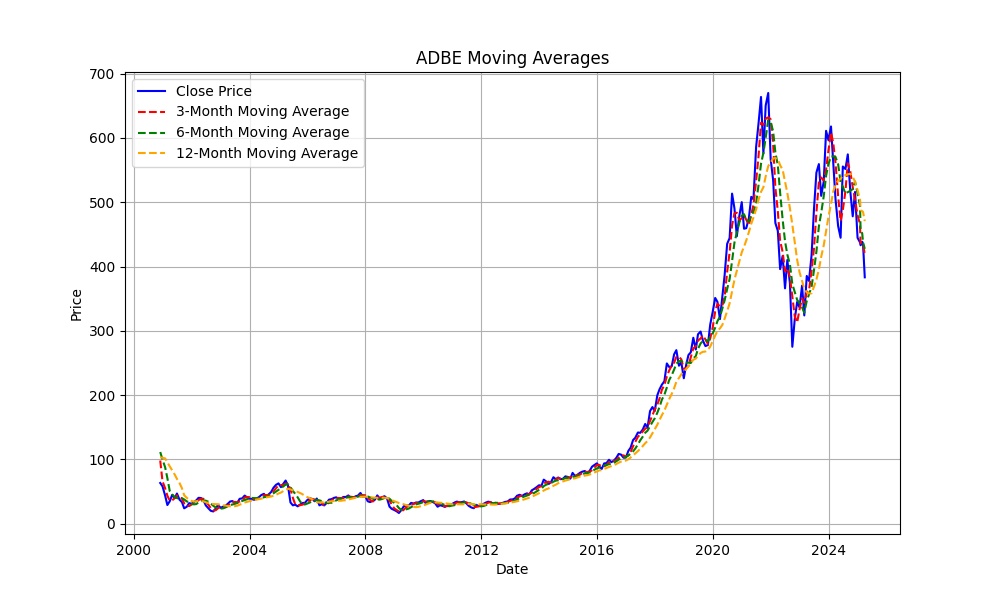 ADBE Moving Averages
700
600
500
400
300
200
100
0
Price
Close Price
3-Month Moving Average
6-Month Moving Average
12-Month Moving Average
2000
2004
2008
2012
2016
2020
2024
Date